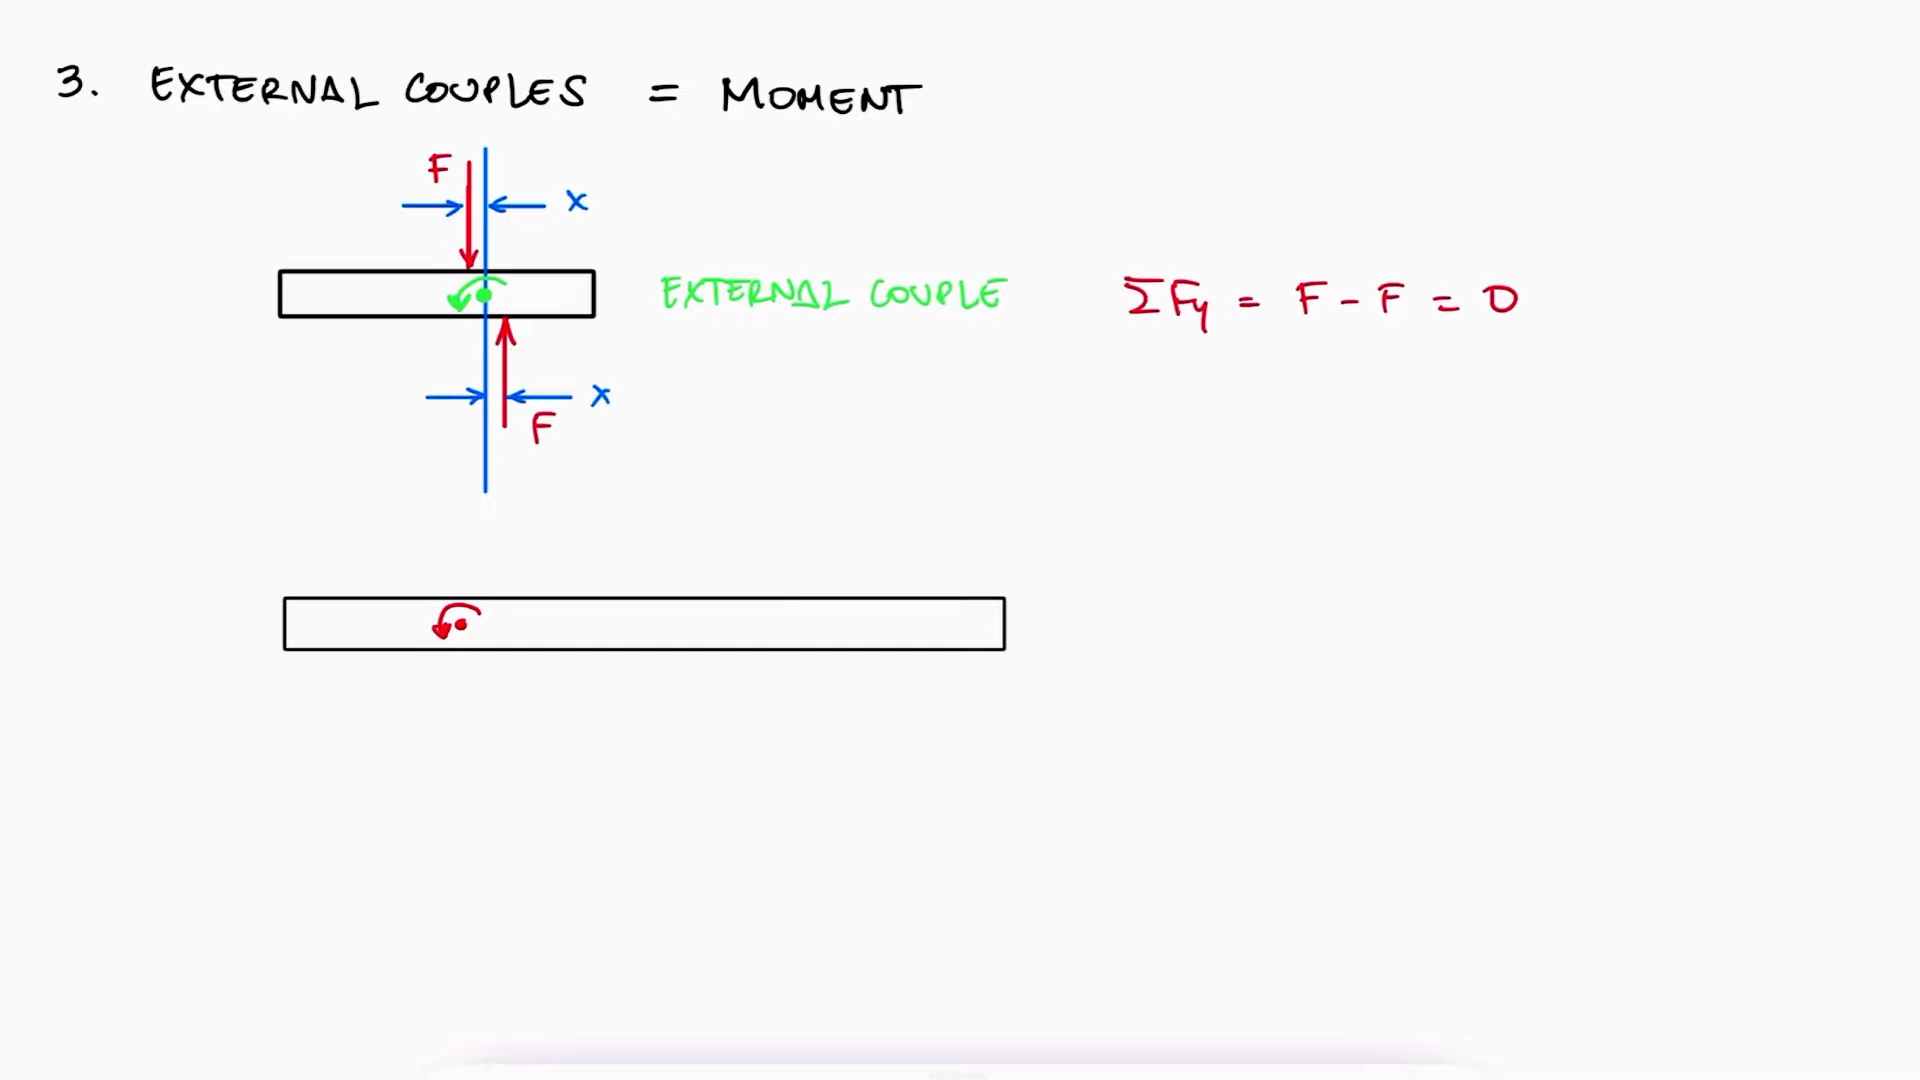 3. EXTERNAL COUPLES = MOMENT
F
x
EXTERNAL COUPLE
ΣFy = F - F = 0
x
F